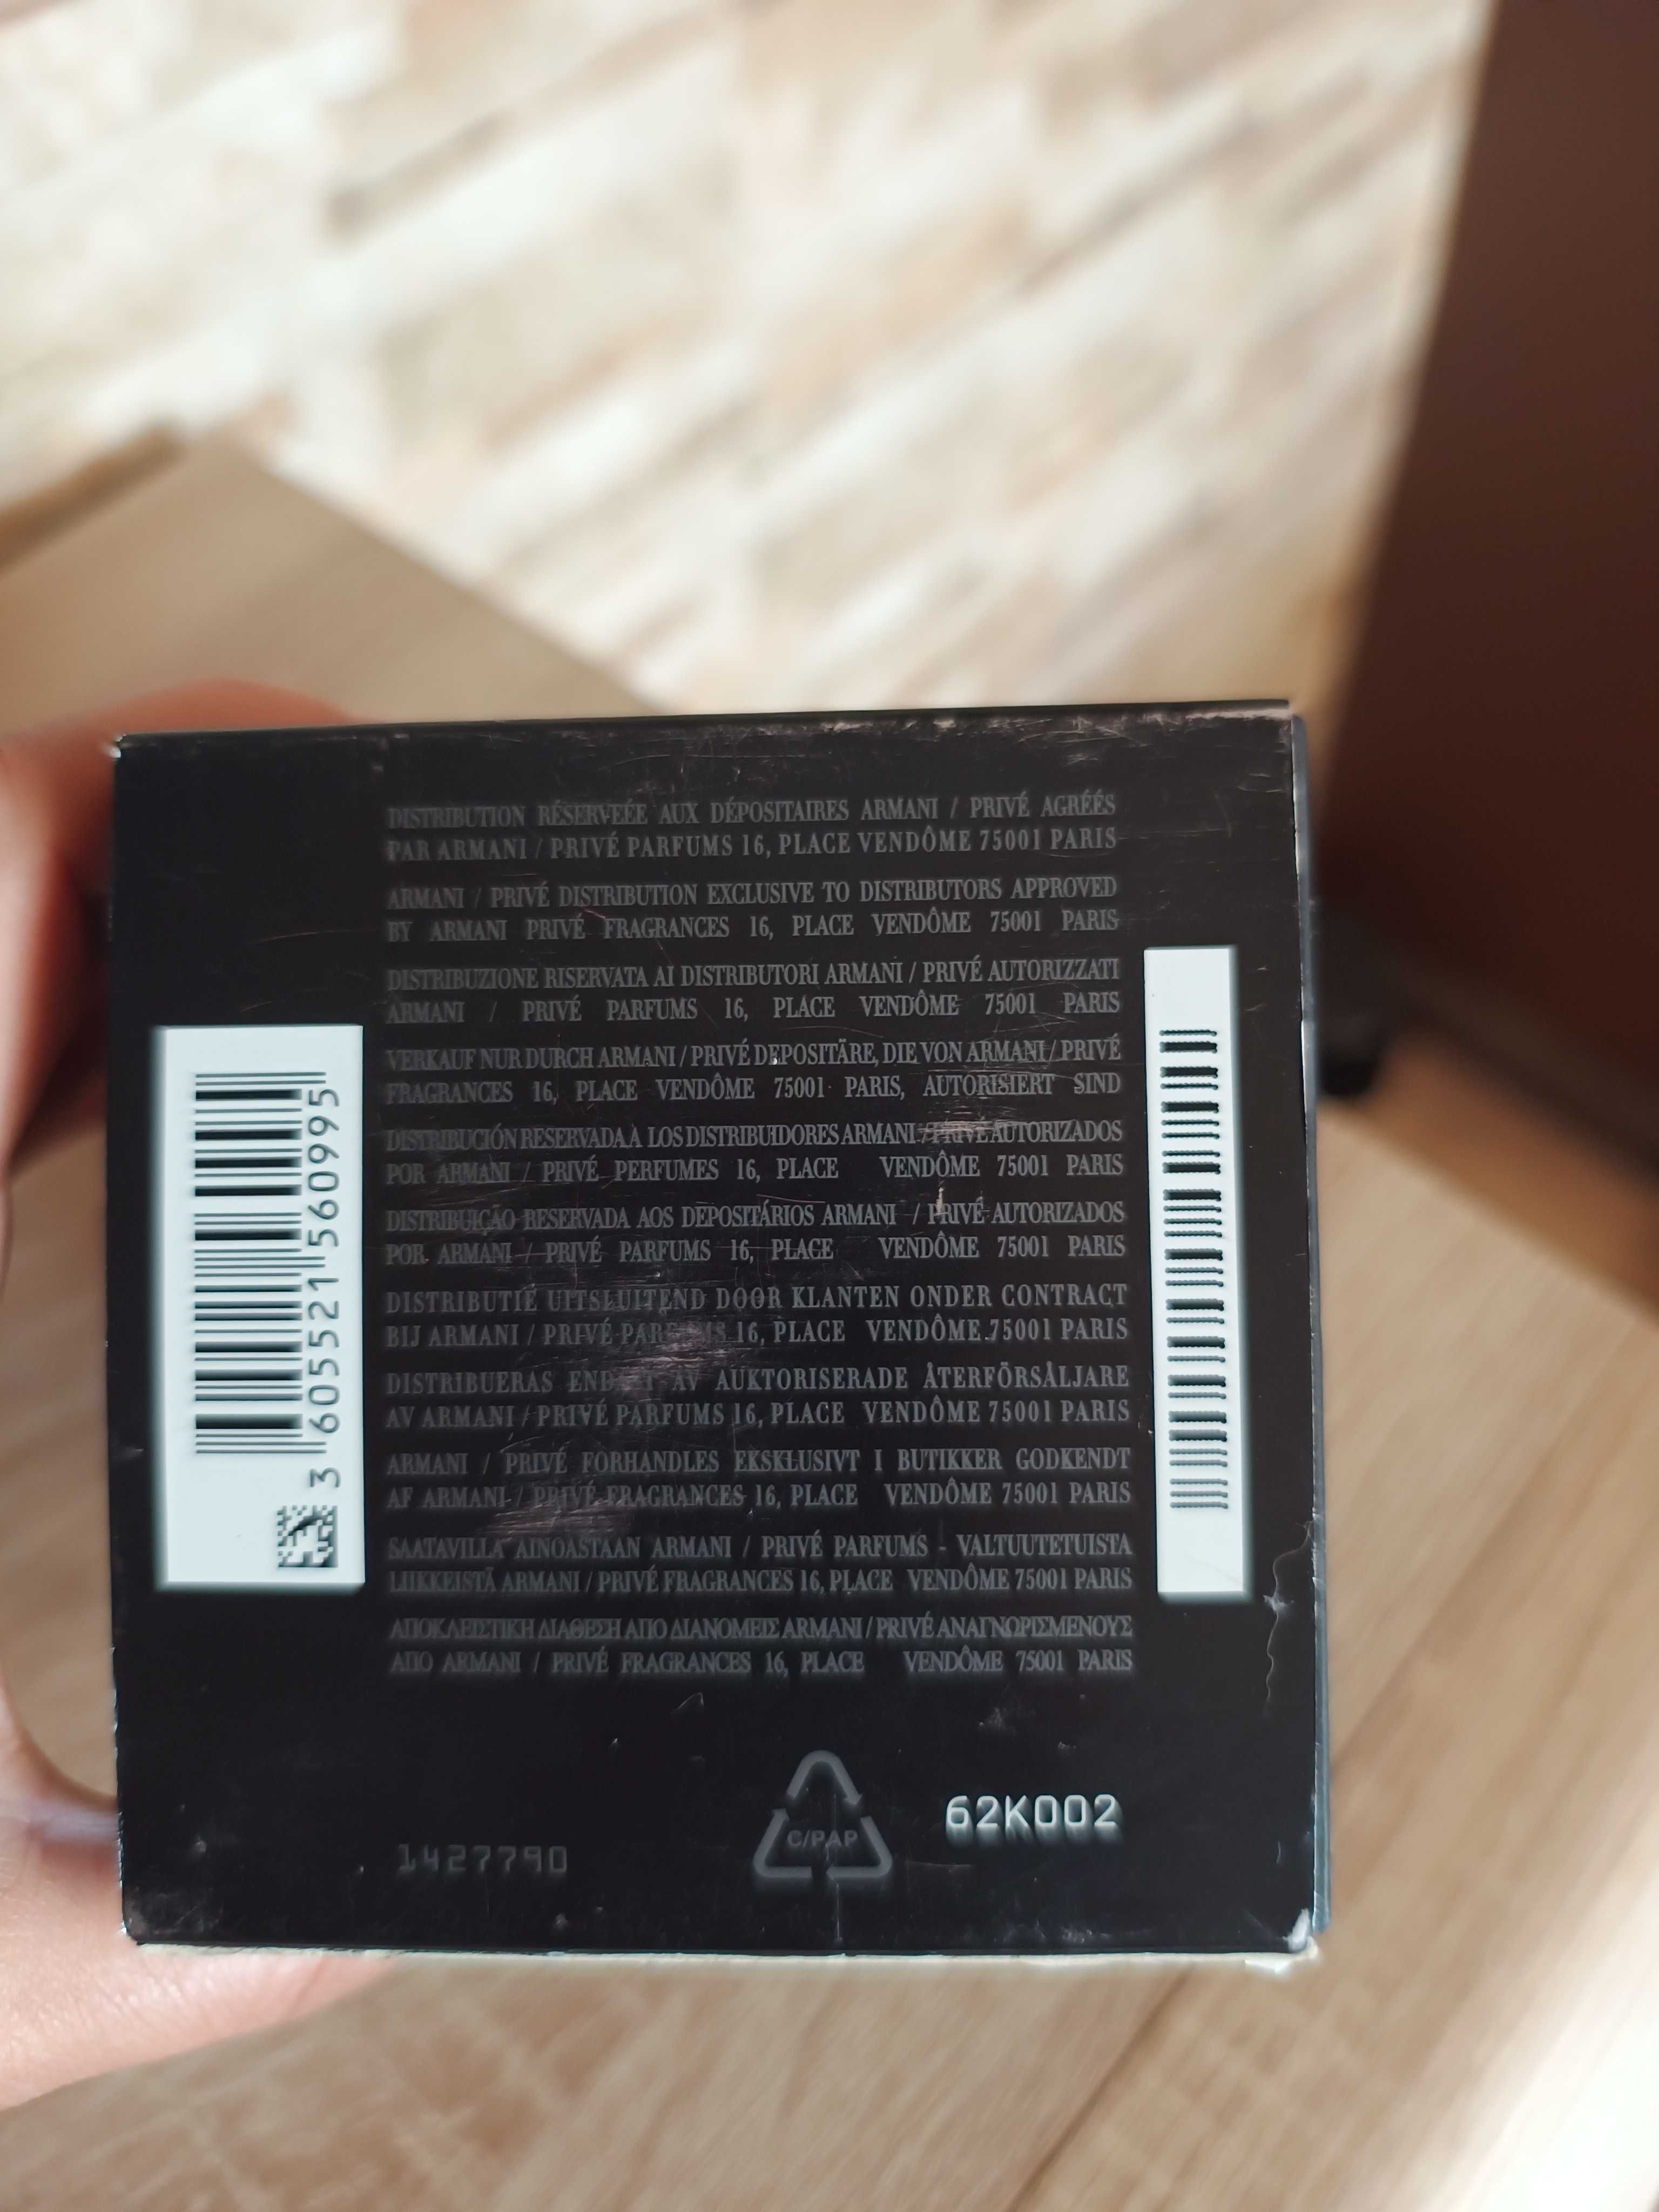 DISTRIBUTION RÉSERVEÉE AUX DÉPOSITAIRES ARMANI / PRIVÉ AGRÉÉS
PAR ARMANI / PRIVÉ PARFUMS 16, PLACE VENDÔME 75001 PARIS
ARMANI / PRIVÉ DISTRIBUTION EXCLUSIVE TO DISTRIBUTORS APPROVED
BY ARMANI PRIVÉ FRAGRANCES 16, PLACE VENDÔME 75001 PARIS
DISTRIBUZIONE RISERVATA AI DISTRIBUTORI ARMANI / PRIVÉ AUTORIZZATI
ARMANI / PRIVÉ PARFUMS 16, PLACE VENDÔME 75001 PARIS
VERKAUF NUR DURCH ARMANI / PRIVÉ DEPOSITÄRE, DIE VON ARMANI / PRIVÉ
FRAGRANCES 16, PLACE VENDÔME 75001 PARIS, AUTORISIERT SIND
DISTRIBUCIÓN RESERVADA A LOS DISTRIBUIDORES ARMANI / PRIVÉ AUTORIZADOS
POR ARMANI / PRIVÉ PERFUMES 16, PLACE VENDÔME 75001 PARIS
DISTRIBUIÇÃO RESERVADA AOS DEPOSITÁRIOS ARMANI / PRIVÉ AUTORIZADOS
POR ARMANI / PRIVÉ PARFUMS 16, PLACE VENDÔME 75001 PARIS
DISTRIBUTIE UITSLUITEND DOOR KLANTEN ONDER CONTRACT
BIJ ARMANI / PRIVÉ 16, PLACE VENDÔME 75001 PARIS
DISTRIBUERAS AV AUKTORISERADE ÅTERFÖRSÅLJARE
AV ARMANI / PRIVÉ PARFUMS 16, PLACE VENDÔME 75001 PARIS
ARMANI / PRIVÉ FORHANDLES EKSKLUSIVT I BUTIKKER GODKENDT
AF ARMANI / PRIVÉ FRAGRANCES 16, PLACE VENDÔME 75001 PARIS
SAATAVILLA AINOASTAAN ARMANI / PRIVÉ PARFUMS - VALTUUTETUISTA
LIIKKEISTÄ ARMANI / PRIVÉ FRAGRANCES 16, PLACE VENDÔME 75001 PARIS
ΑΠΟΚΛΕΙΣΤΙΚΗ ΔΙΑΘΕΣΗ ΑΠΟ ΔΙΑΝΟΜΕΙΣ ARMANI / PRIVÉ ΑΝΑΓΝΩΡΙΣΜΕΝΟΥΣ
ΑΠΟ ARMANI / PRIVÉ FRAGRANCES 16, PLACE VENDÔME 75001 PARIS
3 605521 560995
C/PAP
62K002
1427790